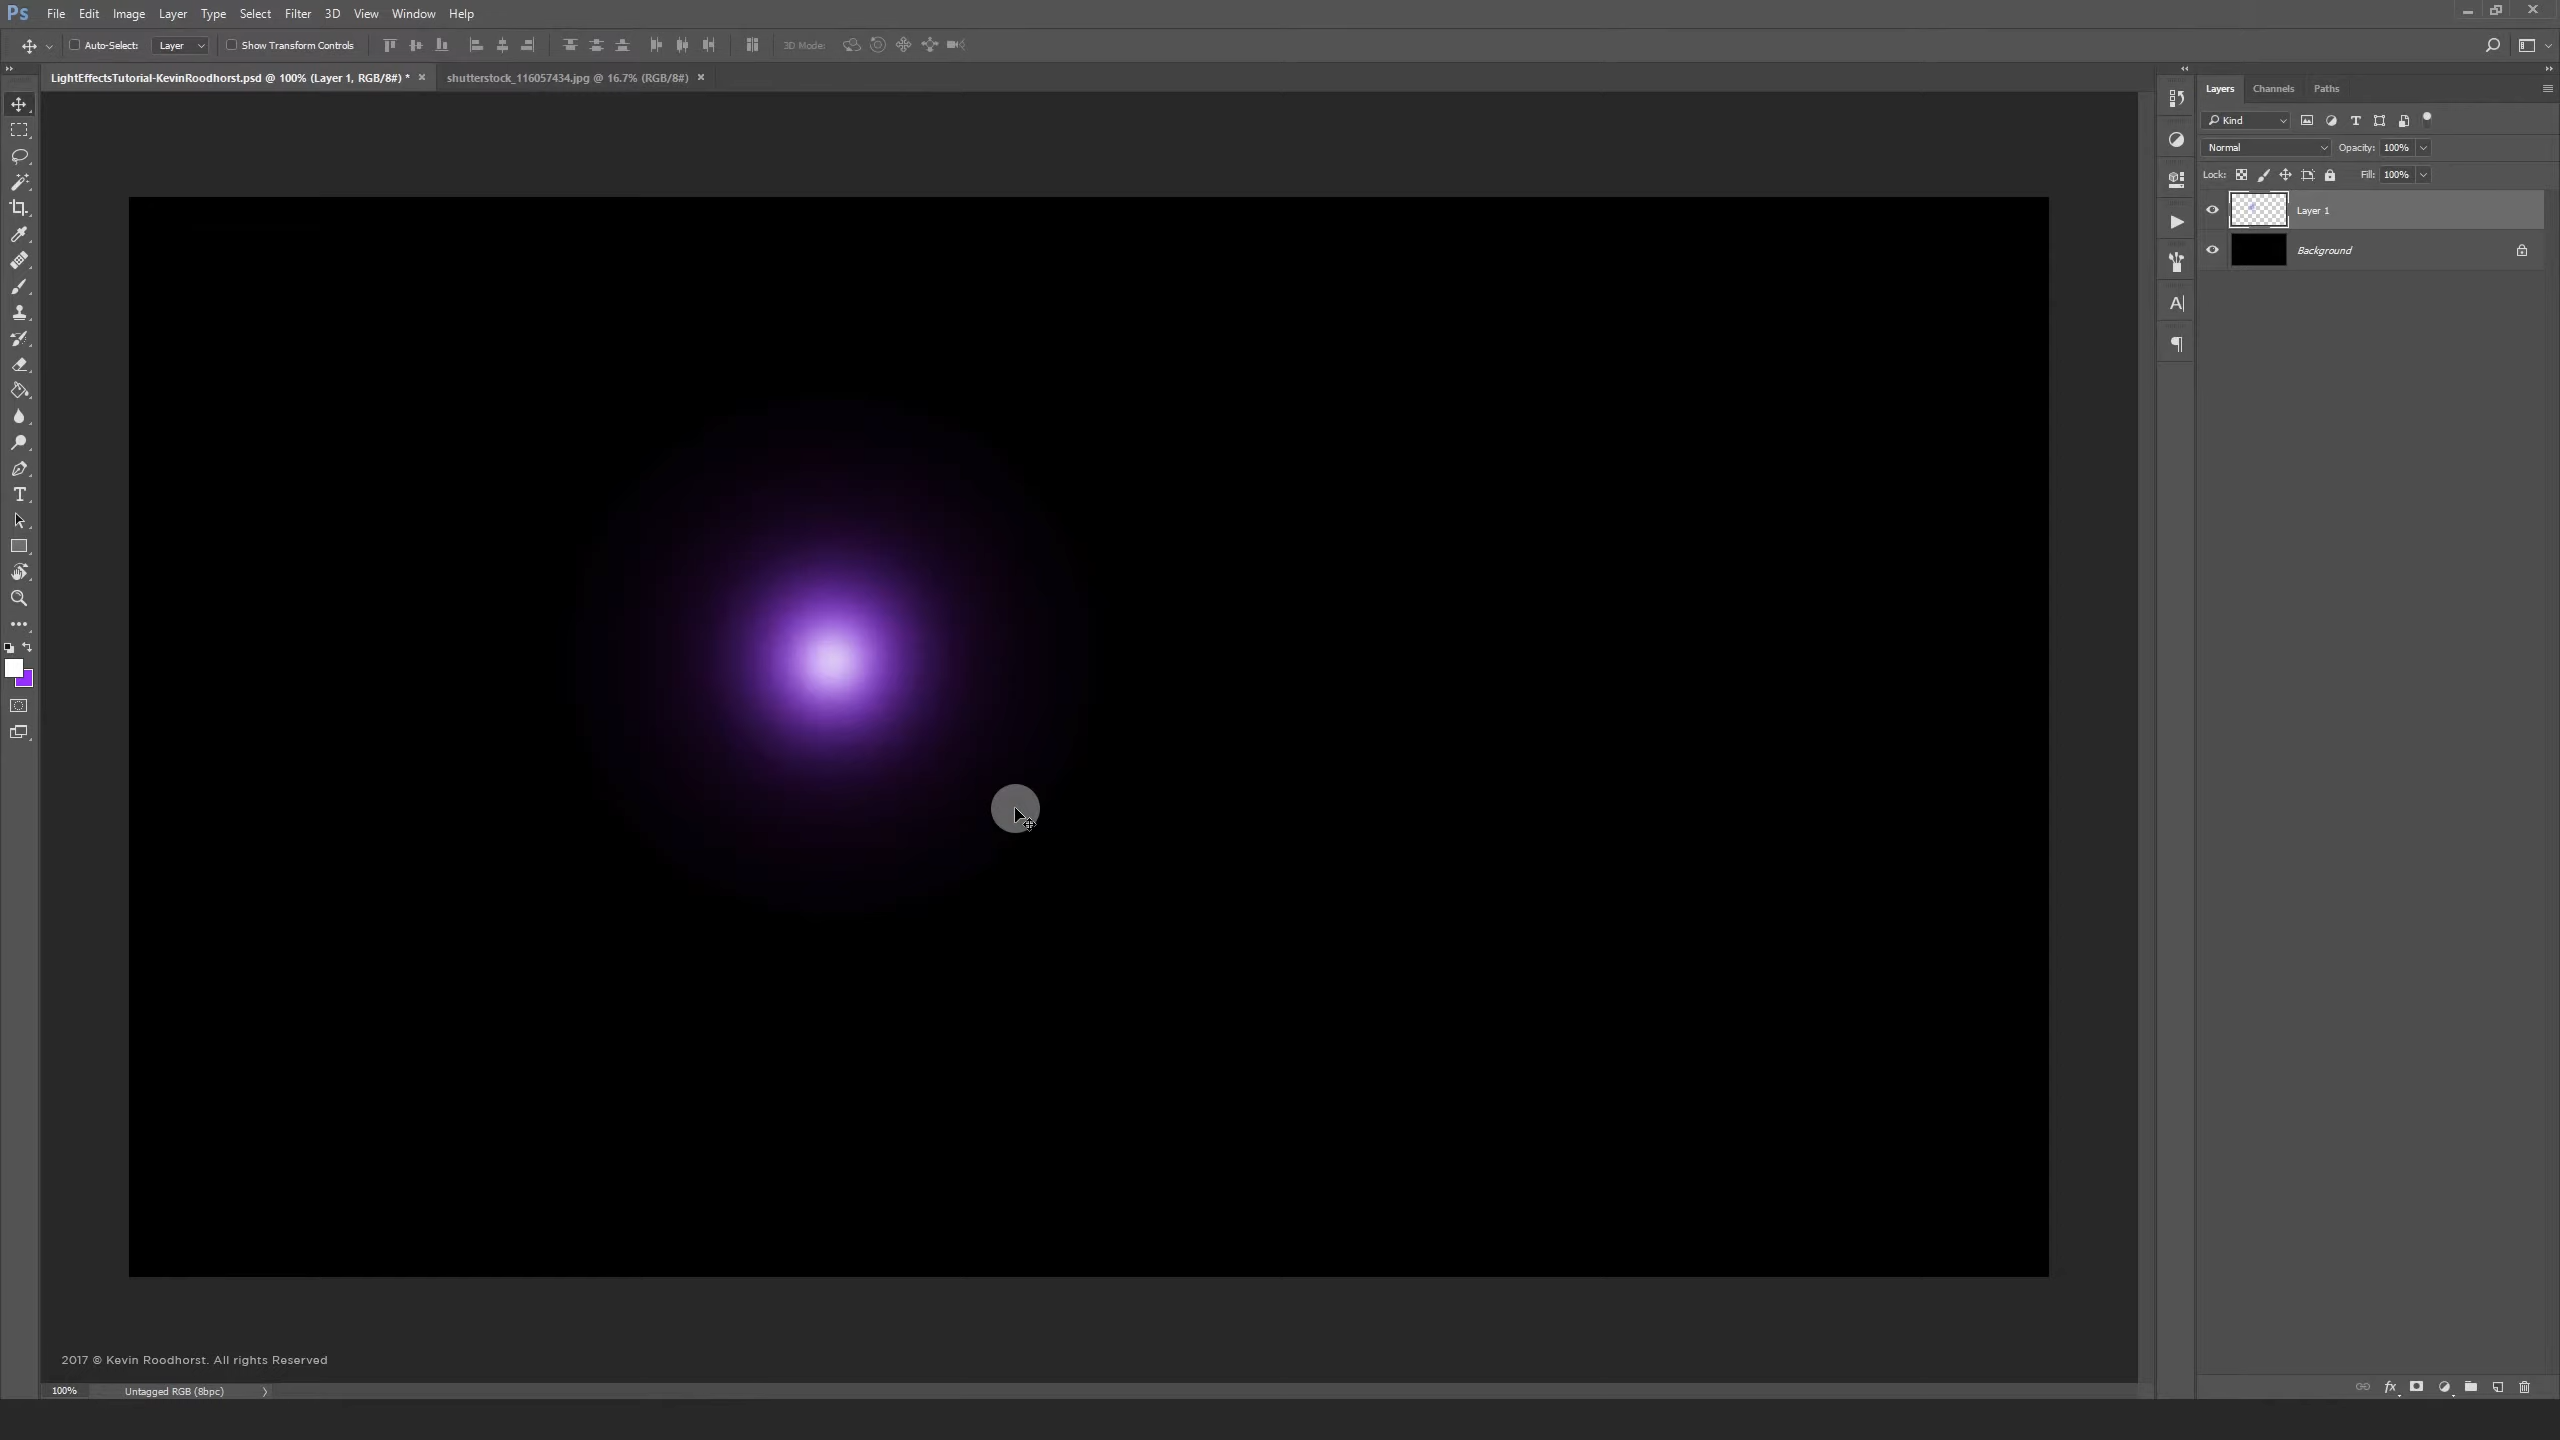 Ps File Edit Image Layer Type Select Filter 3D View Window Help
Auto-Select: Layer Show Transform Controls 3D Mode:
LightEffectsTutorial-KevinRoodhorst.psd @ 100% (Layer 1, RGB/8#) * × shutterstock_116057434.jpg @ 16.7% (RGB/8#) ×
Layers Channels Paths
Kind
Normal Opacity: 100%
Lock: Fill: 100%
Layer 1
Background
2017 © Kevin Roodhorst. All rights Reserved
100% Untagged RGB (8bpc)